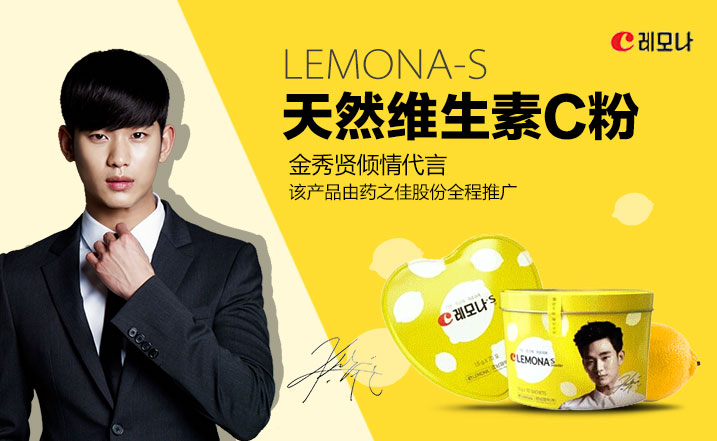 레모나
LEMONA-S
天然维生素C粉
金秀贤倾情代言
该产品由药之佳股份全程推广
레모나-S
LEMONA-S